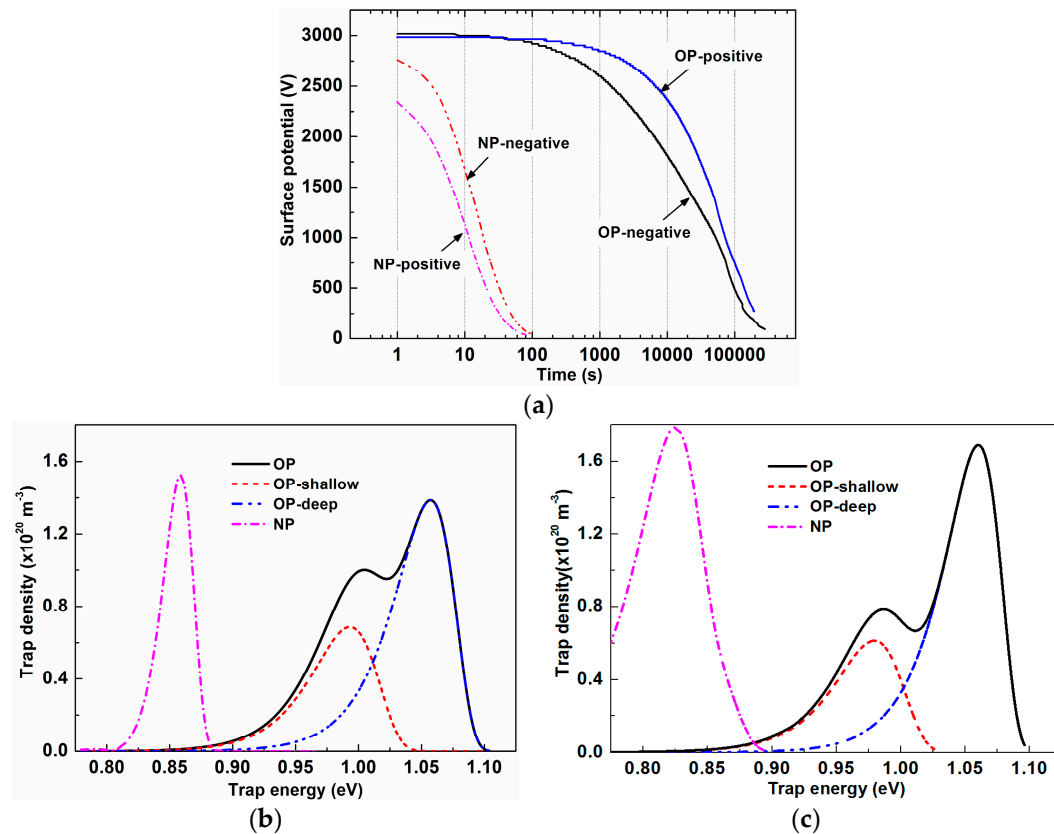 3000
2500
2000
1500
1000
500
0
Surface potential (V)
OP-positive
NP-negative
OP-negative
NP-positive
1 10 100 1000 10000 100000
Time (s)
(a)
1.6
1.2
0.8
0.4
0.0
Trap density (x10²⁰ m⁻³)
OP
OP-shallow
OP-deep
NP
0.80 0.85 0.90 0.95 1.00 1.05 1.10
Trap energy (eV)
(b)
1.6
1.2
0.8
0.4
0.0
Trap density(x10²⁰ m⁻³)
OP
OP-shallow
OP-deep
NP
0.80 0.85 0.90 0.95 1.00 1.05 1.10
Trap energy (eV)
(c)